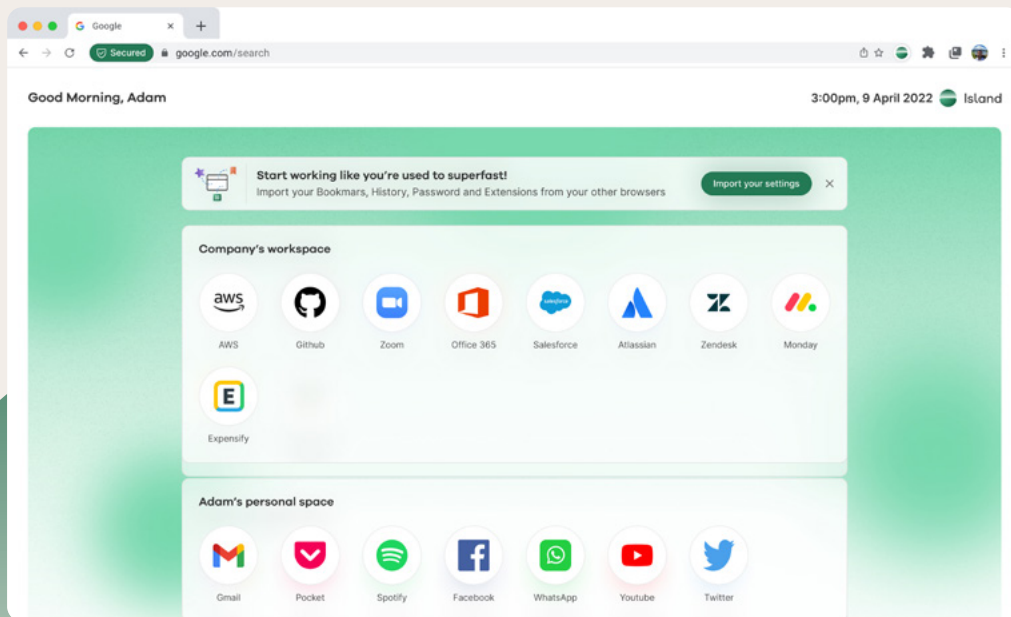 Google
Secured google.com/search
Good Morning, Adam
3:00pm, 9 April 2022 Island
Start working like you're used to superfast!
Import your Bookmars, History, Password and Extensions from your other browsers
Import your settings
Company's workspace
aws
salesforce
AWS Github Zoom Office 365 Salesforce Atlassian Zendesk Monday
E
Expensify
Adam's personal space
Gmail Pocket Spotify Facebook WhatsApp Youtube Twitter